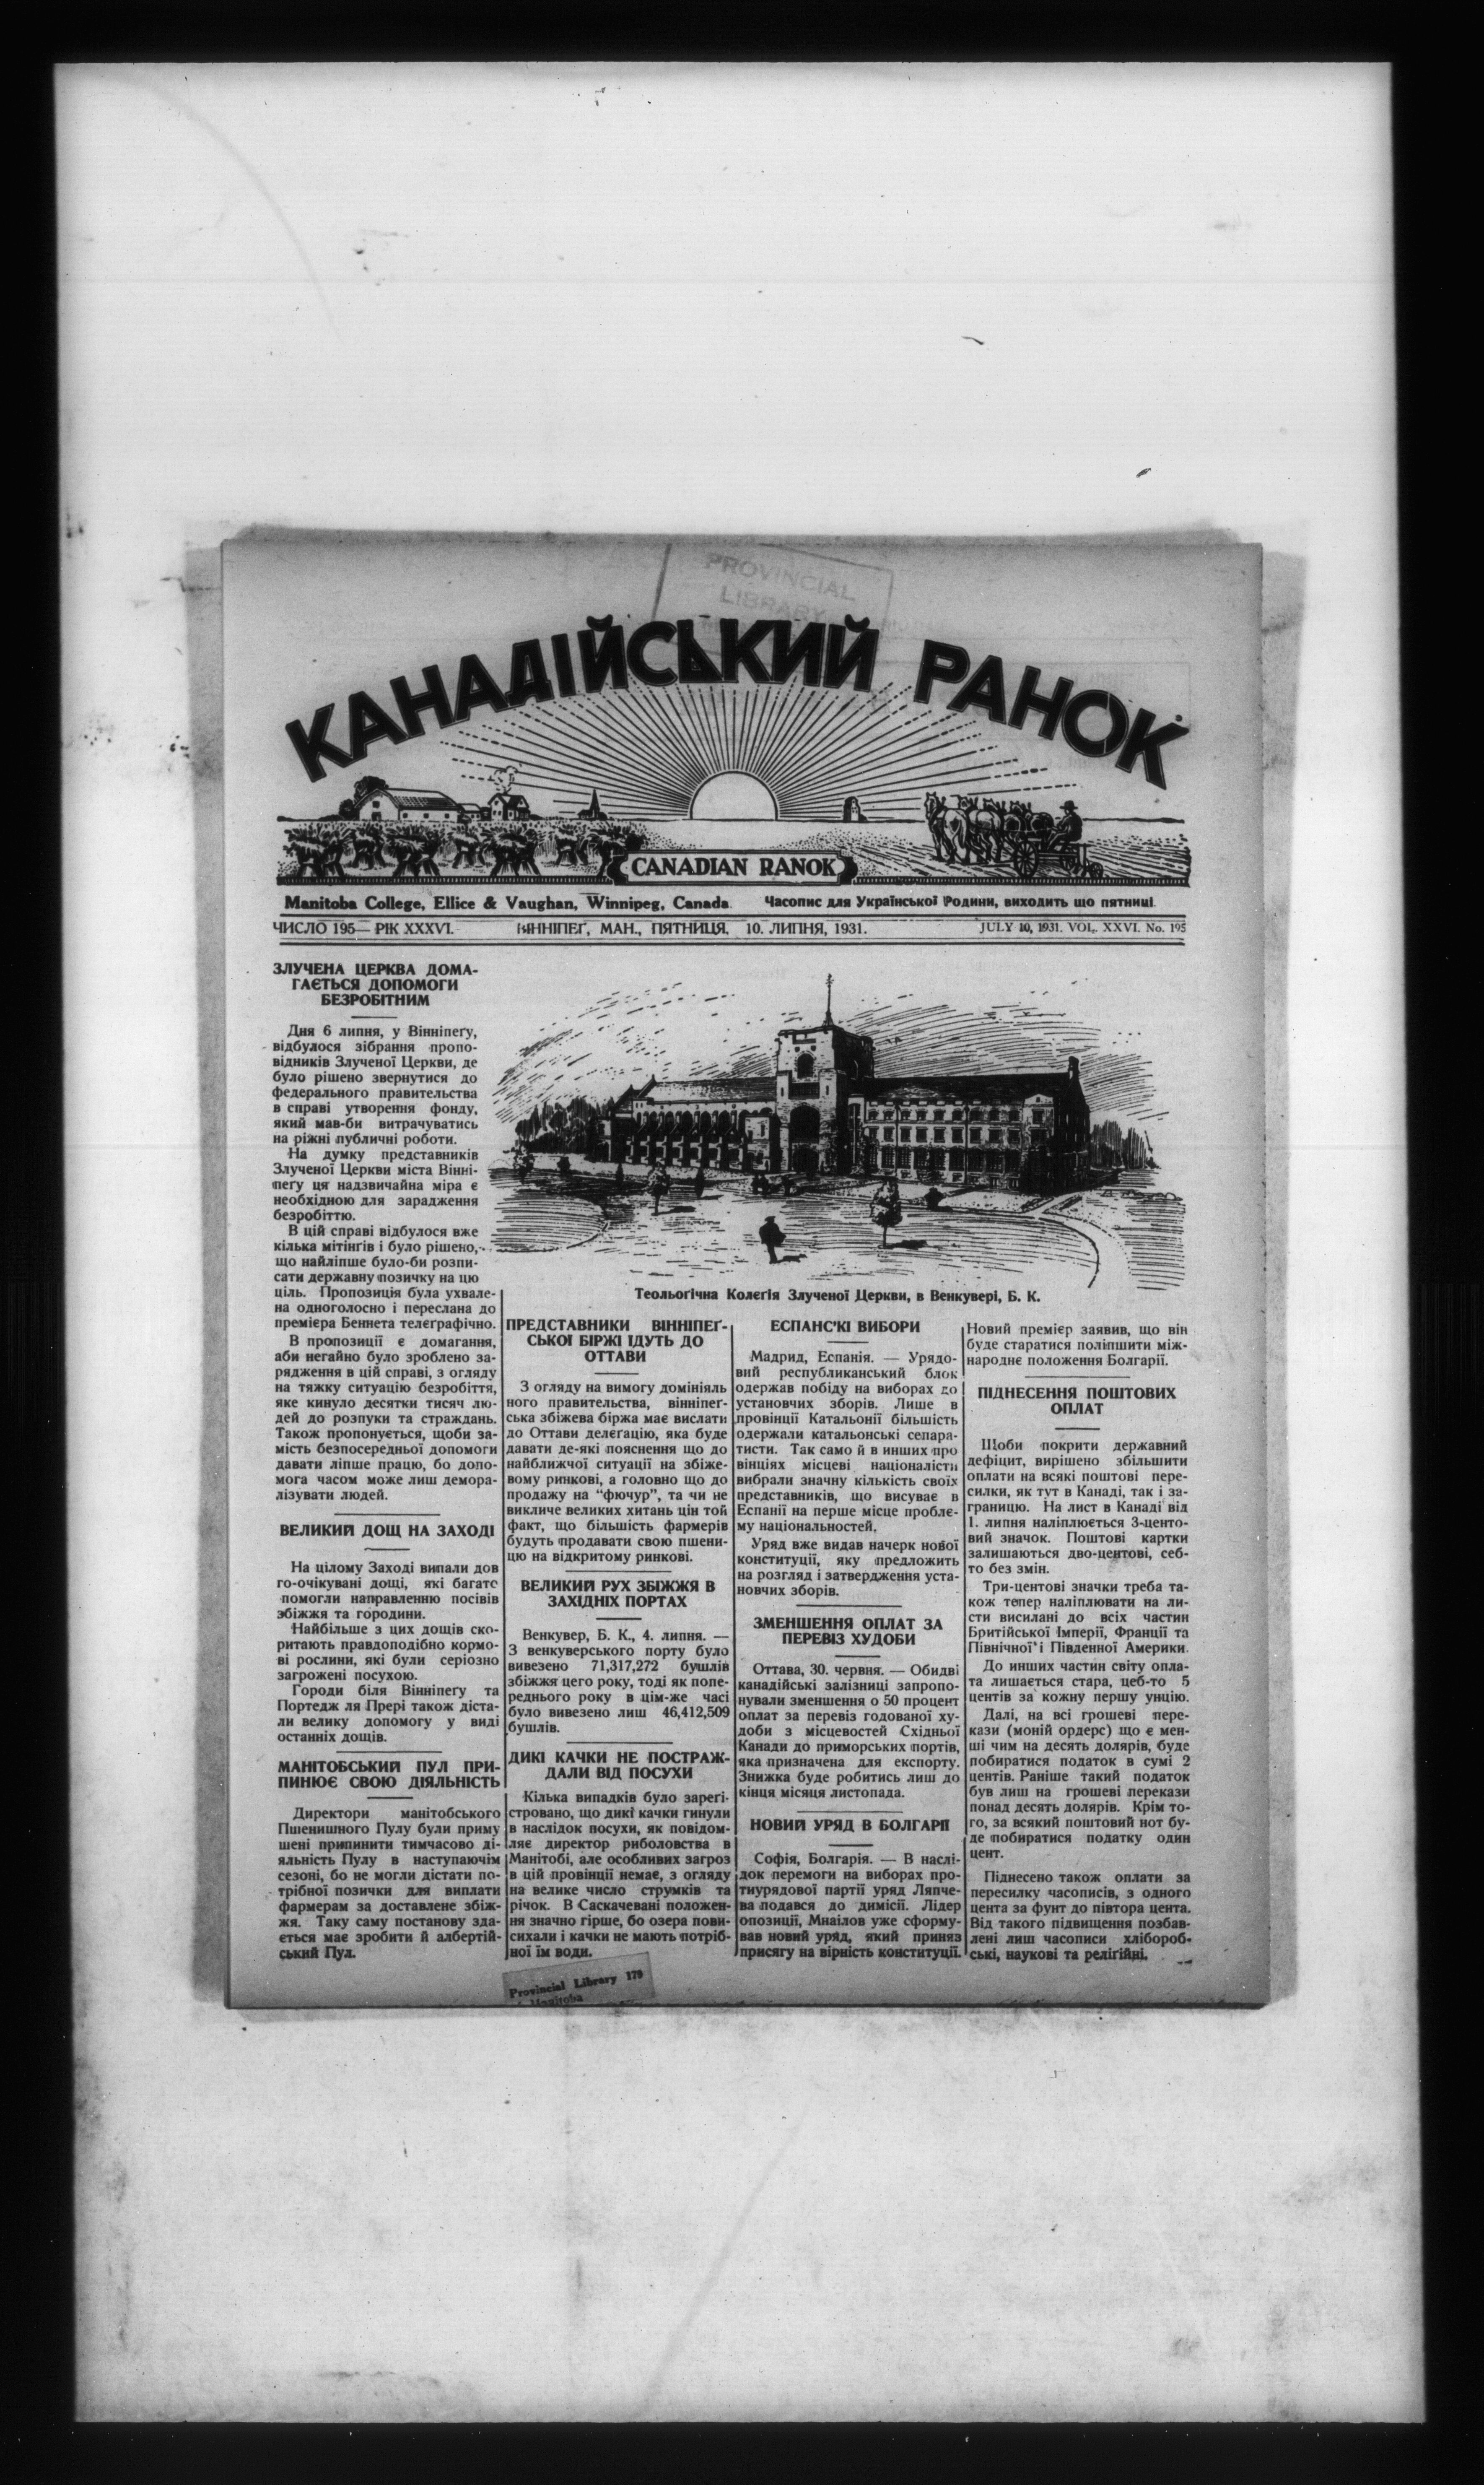 PROVINCIAL
LIBRARY
КАНАДІЙСЬКИЙ РАНОК
CANADIAN RANOK
Manitoba College, Ellice & Vaughan, Winnipeg, Canada. Часопис для Української Родини, виходить що пятниці.
ЧИСЛО 195— РІК XXXVI. ВІННІПЕҐ, МАН., ПЯТНИЦЯ, 10. ЛИПНЯ, 1931. JULY 10, 1931. VOL. XXVI. No. 195
ЗЛУЧЕНА ЦЕРКВА ДОМА-
ГАЄТЬСЯ ДОПОМОГИ
БЕЗРОБІТНИМ
Дня 6 липня, у Вінніпеґу,
відбулося зібрання пропо-
відників Злученої Церкви, де
було рішено звернутися до
федерального правительства
в справі утворення фонду,
який мав-би витрачуватись
на ріжні публичні роботи.
На думку представників
Злученої Церкви міста Вінні-
пеґу ця надзвичайна міра є
необхідною для зарадження
безробіттю.
В цій справі відбулося вже
кілька мітінґів і було рішено,
що найліпше було-би розпи-
сати державну позичку на цю
ціль. Пропозиція була ухвале-
на одноголосно і переслана до
премієра Беннета телєґрафічно.
В пропозиції є домагання,
аби негайно було зроблено за-
рядження в цій справі, з огляду
на тяжку ситуацію безробіття,
яке кинуло десятки тисяч лю-
дей до розпуки та страждань.
Також пропонується, щоби за-
мість безпосередньої допомоги
давати ліпше працю, бо допо-
мога часом може лиш демора-
лізувати людей.
ВЕЛИКИЙ ДОЩ НА ЗАХОДІ
На цілому Заході випали дов
го-очікувані дощі, які багато
помогли направленню посівів
збіжжя та городини.
Найбільше з цих дощів ско-
ритають правдоподібно кормо-
ві рослини, які були серіозно
загрожені посухою.
Городи біля Вінніпеґу та
Портедж ля Прері також діста-
ли велику допомогу у виді
останніх дощів.
МАНІТОБСЬКИЙ ПУЛ ПРИ-
ПИНЮЄ СВОЮ ДІЯЛЬНІСТЬ
Директори манітобського
Пшенишного Пулу були приму
шені припинити тимчасово ді-
яльність Пулу в наступаючім
сезоні, бо не могли дістати по-
трібної позички для виплати
фармерам за доставлене збіж-
жя. Таку саму постанову зда-
ється має зробити й албертій-
ський Пул.
Теольоґічна Колєґія Злученої Церкви, в Венкувері, Б. К.
ПРЕДСТАВНИКИ ВІННІПЕҐ-
СЬКОЇ БІРЖІ ЇДУТЬ ДО
ОТТАВИ
З огляду на вимогу домініяль
ного правительства, вінніпеґ-
ська збіжева біржа має вислати
до Оттави делєґацію, яка буде
давати де-які пояснення що до
найближчої ситуації на збіже-
вому ринкові, а головно що до
продажу на “фючур”, та чи не
викличе великих хитань цін той
факт, що більшість фармерів
будуть продавати свою пшени-
цю на відкритому ринкові.
ВЕЛИКИЙ РУХ ЗБІЖЖЯ В
ЗАХІДНІХ ПОРТАХ
Венкувер, Б. К., 4. липня. —
З венкуверського порту було
вивезено 71,317,272 бушлів
збіжжя цего року, тоді як попе-
реднього року в цім-же часі
було вивезено лиш 46,412,509
бушлів.
ДИКІ КАЧКИ НЕ ПОСТРАЖ-
ДАЛИ ВІД ПОСУХИ
Кілька випадків було зареґі-
стровано, що дикі качки гинули
в наслідок посухи, як повідом-
ляє директор риболовства в
Манітобі, але особливих загроз
в цій провінції немає, з огляду
на велике число струмків та
річок. В Саскачевані положен-
ня значно гірше, бо озера пови-
сихали і качки не мають потріб-
ної їм води.
ЕСПАНС'КІ ВИБОРИ
Мадрид, Еспанія. — Урядо-
вий республиканський блок
одержав побіду на виборах до
установчих зборів. Лише в
провінції Катальонії більшість
одержали катальонські сепара-
тисти. Так само й в инших про
вінціях місцеві націоналісти
вибрали значну кількість своїх
представників, що висуває в
Еспанії на перше місце пробле-
му національностей.
Уряд вже видав начерк нової
конституції, яку предложить
на розгляд і затвердження уста-
новчих зборів.
ЗМЕНШЕННЯ ОПЛАТ ЗА
ПЕРЕВІЗ ХУДОБИ
Оттава, 30. червня. — Обидві
канадійські залізниці запропо-
нували зменшення о 50 процент
оплат за перевіз годованої ху-
доби з місцевостей Східньої
Канади до приморських портів,
яка призначена для експорту.
Знижка буде робитись лиш до
кінця місяця листопада.
НОВИЙ УРЯД В БОЛГАРІЇ
Софія, Болгарія. — В наслі-
док перемоги на виборах про-
тиурядової партії уряд Ляпче-
ва подався до димісії. Лідер
опозиції, Мнаілов уже сформу-
вав новий уряд, який приняв
присягу на вірність конституції.
Новий премієр заявив, що він
буде старатися поліпшити між-
народнє положення Болгарії.
ПІДНЕСЕННЯ ПОШТОВИХ
ОПЛАТ
Щоби покрити державний
дефіцит, вирішено збільшити
оплати на всякі поштові пере-
силки, як тут в Канаді, так і за-
границю. На лист в Канаді від
1. липня наліплюється 3-центо-
вий значок. Поштові картки
залишаються дво-центові, себ-
то без змін.
Три-центові значки треба та-
кож тепер наліплювати на ли-
сти висилані до всіх частин
Бритійської Імперії, Франції та
Північної і Південної Америки.
До инших частин світу опла-
та лишається стара, цеб-то 5
центів за кожну першу унцію.
Далі, на всі грошеві пере-
кази (моній ордерс) що є мен-
ші чим на десять долярів, буде
побиратися податок в сумі 2
центів. Раніше такий податок
був лиш на грошеві перекази
понад десять долярів. Крім то-
го, за всякий поштовий нот бу-
де побиратися податку один
цент.
Піднесено також оплати за
пересилку часописів, з одного
цента за фунт до півтора цента.
Від такого підвищення позбав-
лені лиш часописи хлібороб-
ські, наукові та реліґійні.
Provincial Library 179
Manitoba